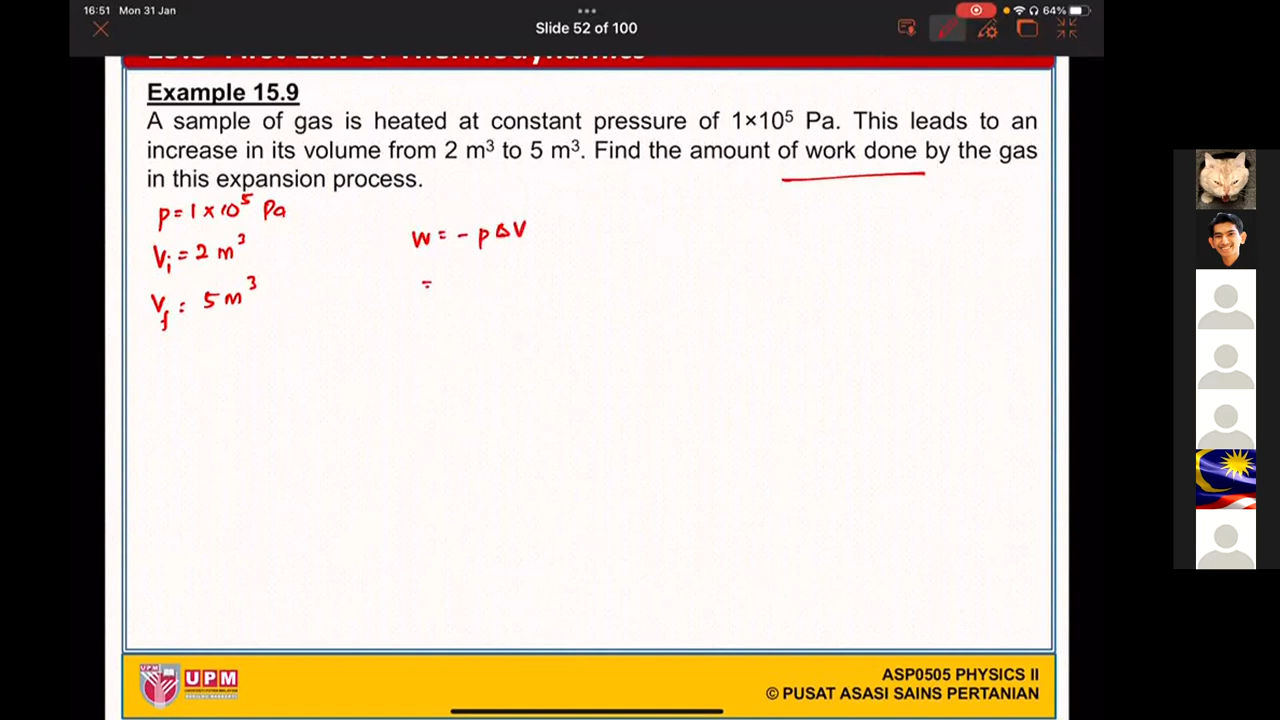 16:51 Mon 31 Jan
64%
Slide 52 of 100
Example 15.9
A sample of gas is heated at constant pressure of 1×10⁵ Pa. This leads to an
increase in its volume from 2 m³ to 5 m³. Find the amount of work done by the gas
in this expansion process.
p = 1 × 10⁵ Pa
Vi = 2 m³
Vf = 5 m³
W = - p Δ V
=
UPM
UPM
ASP0505 PHYSICS II
© PUSAT ASASI SAINS PERTANIAN